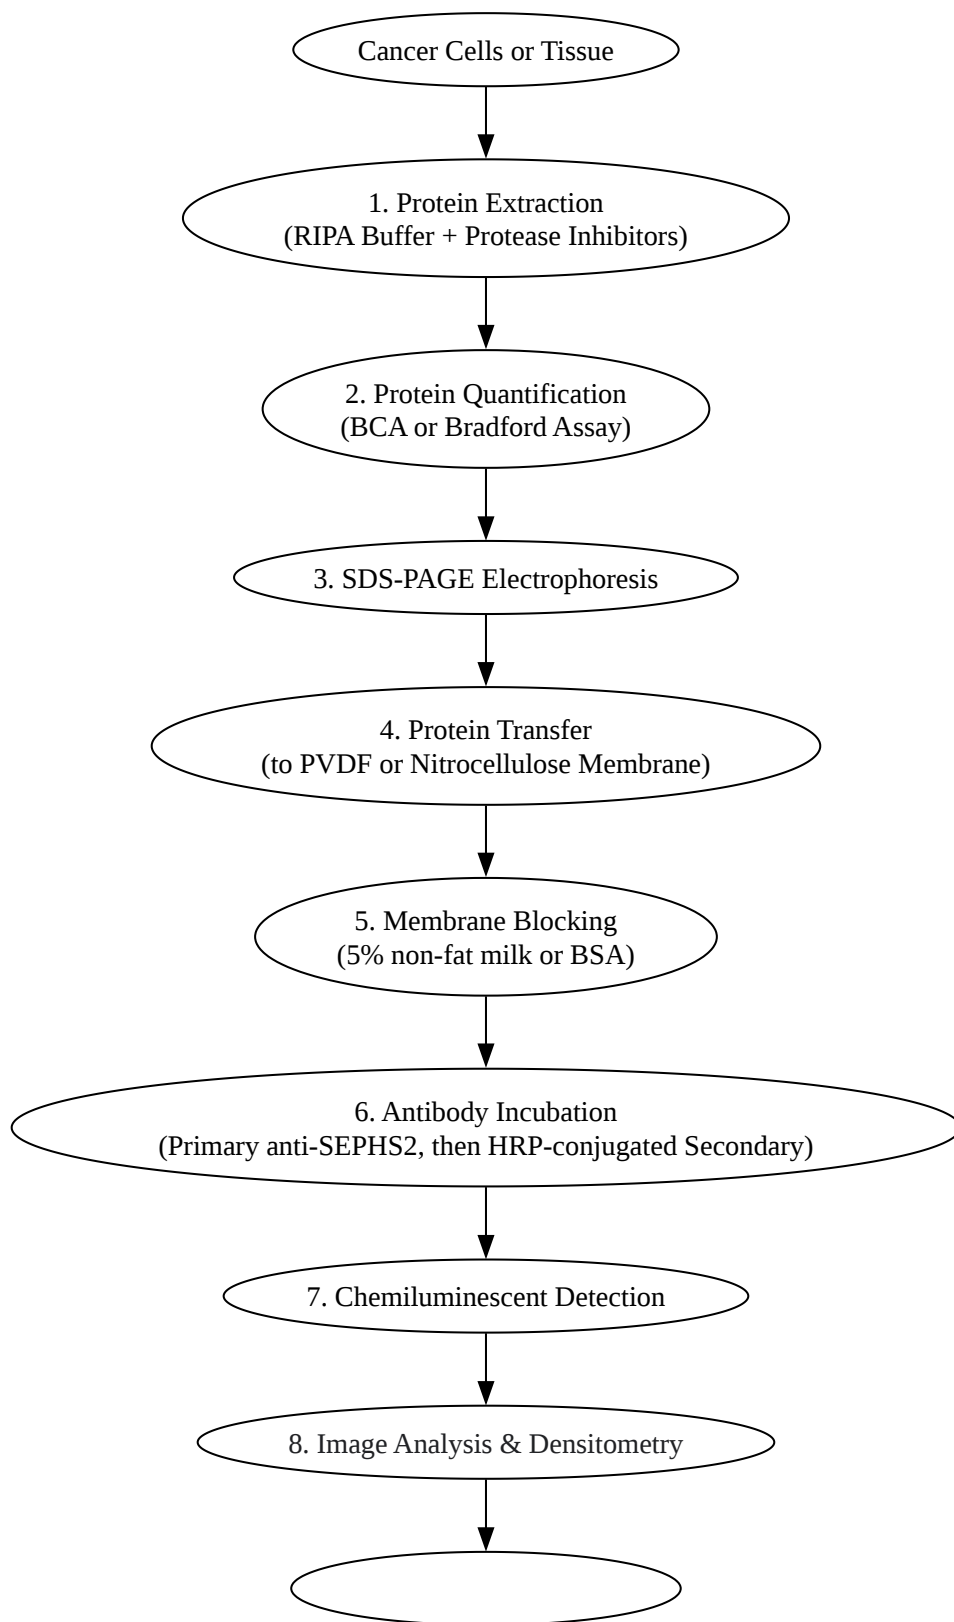 Cancer Cells or Tissue
1. Protein Extraction
(RIPA Buffer + Protease Inhibitors)
2. Protein Quantification
(BCA or Bradford Assay)
3. SDS-PAGE Electrophoresis
4. Protein Transfer
(to PVDF or Nitrocellulose Membrane)
5. Membrane Blocking
(5% non-fat milk or BSA)
6. Antibody Incubation
(Primary anti-SEPHS2, then HRP-conjugated Secondary)
7. Chemiluminescent Detection
8. Image Analysis & Densitometry